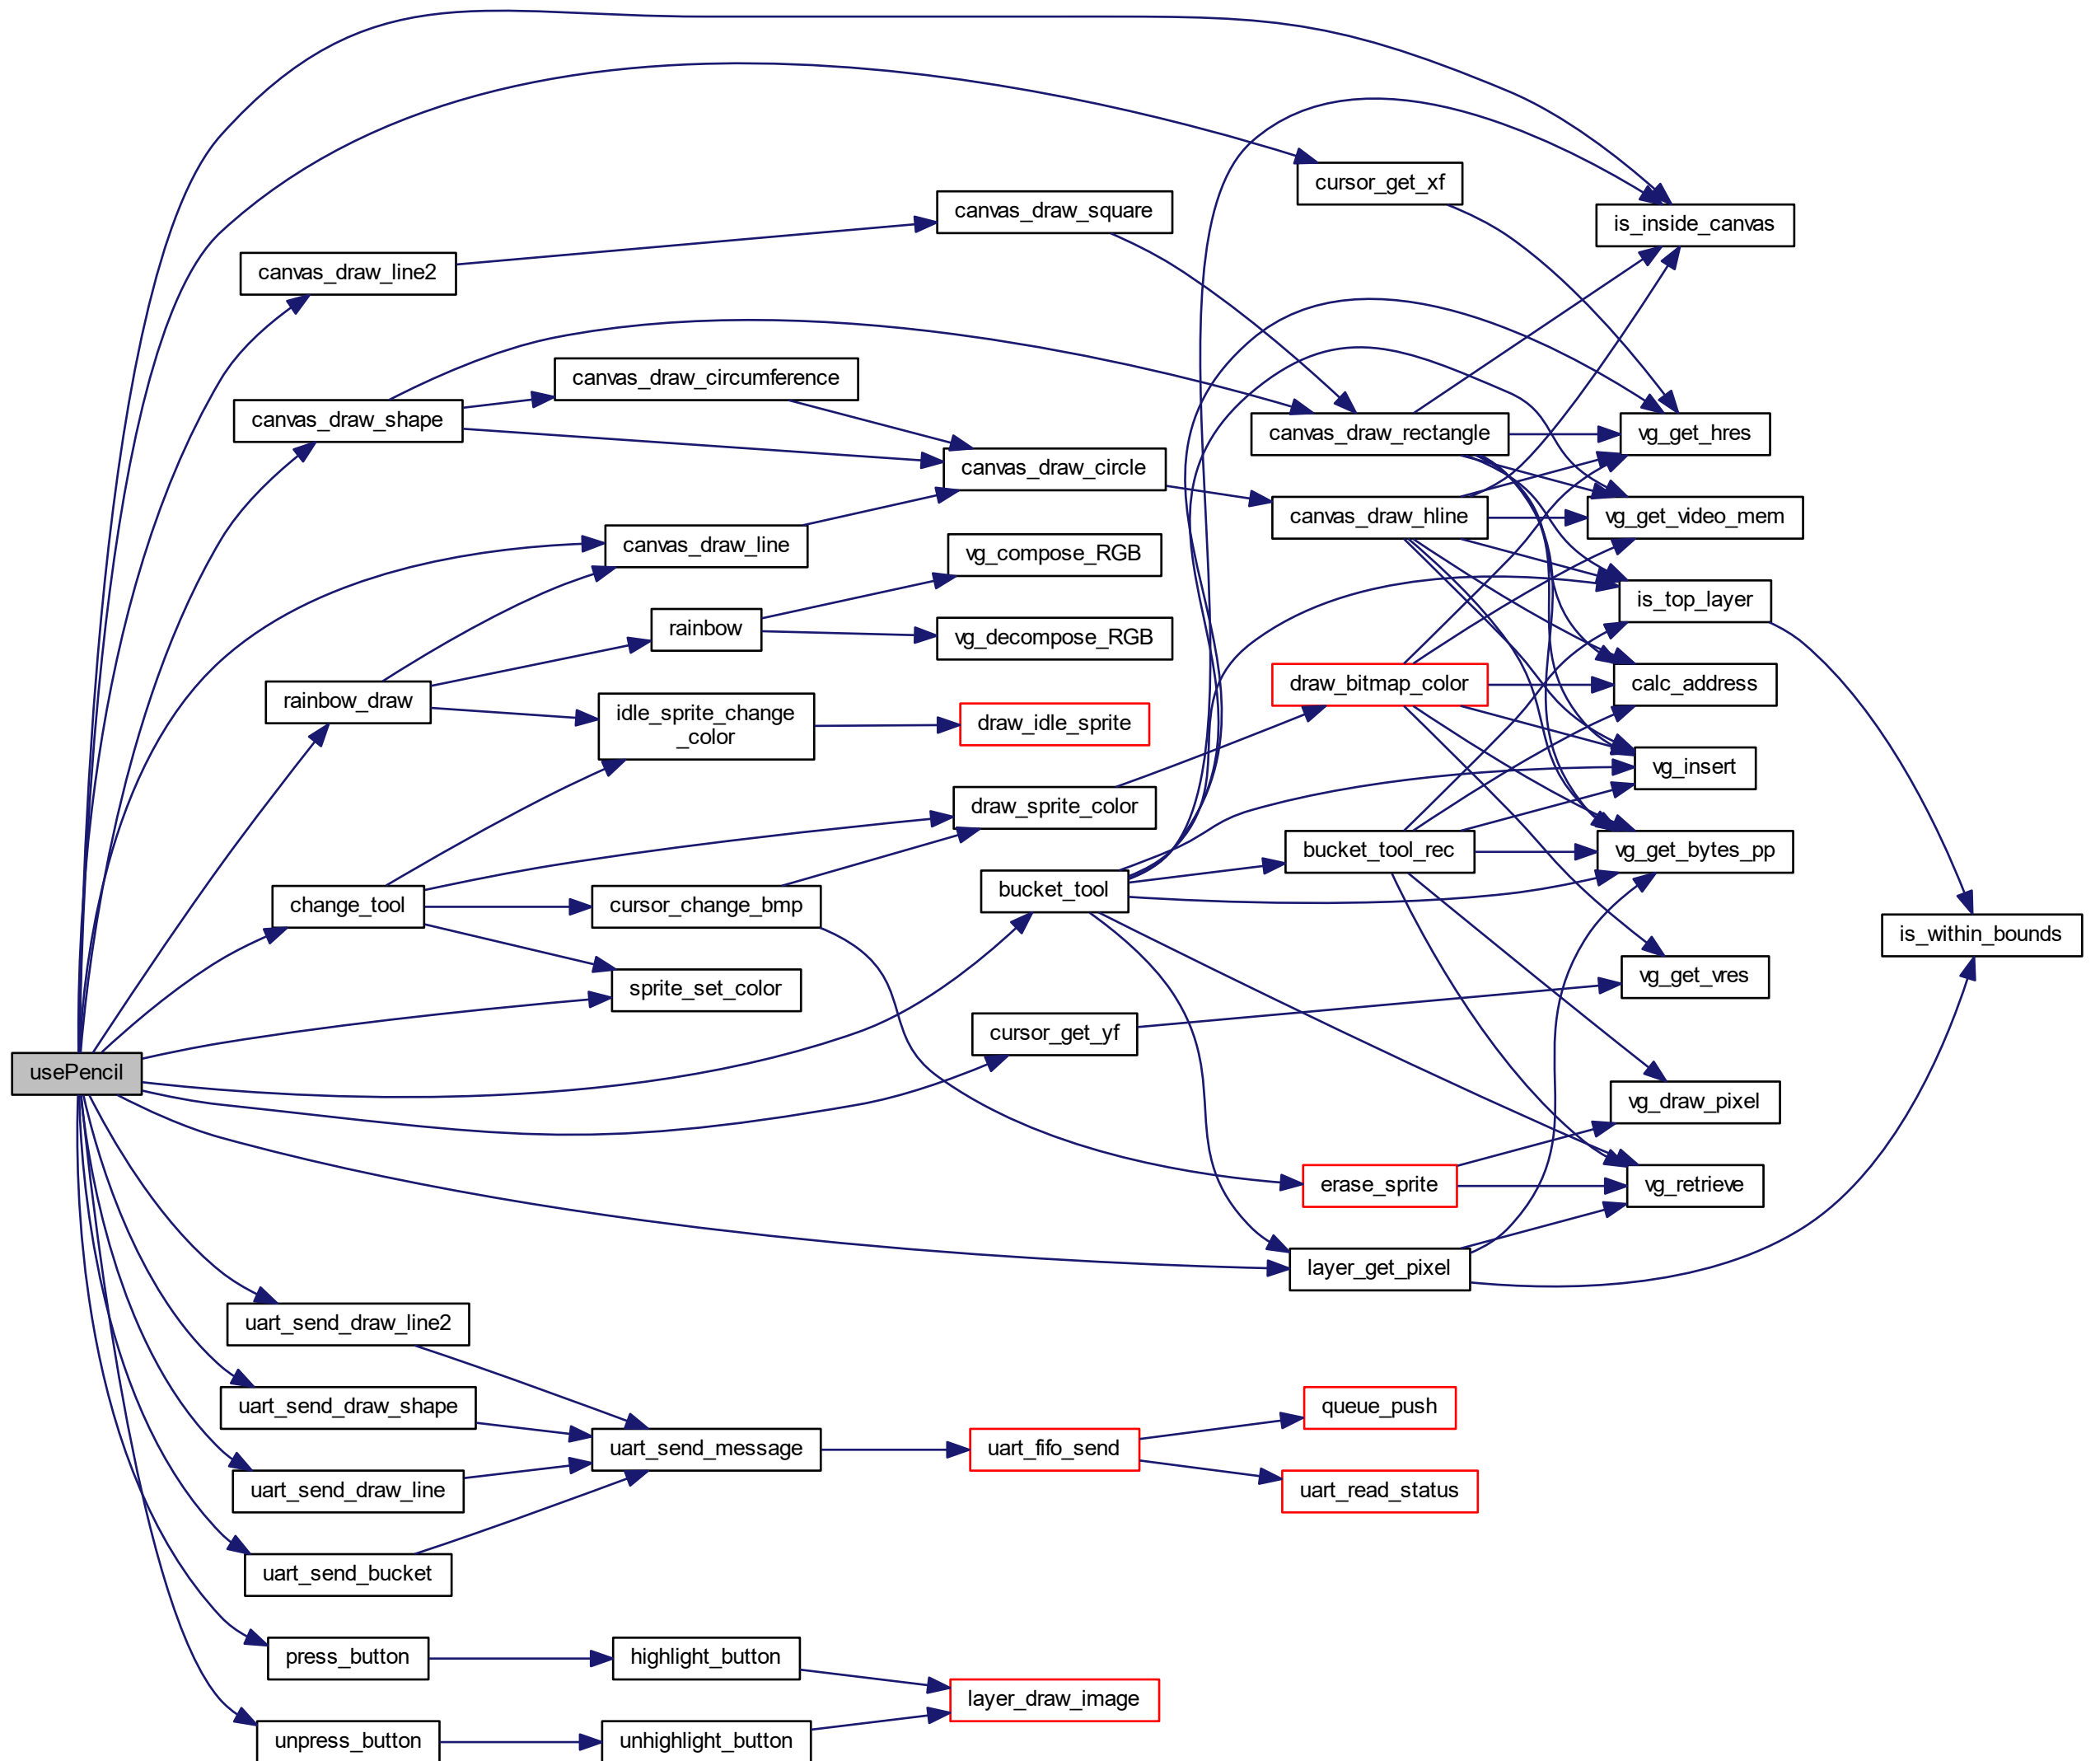 cursor_get_xf
canvas_draw_square
is_inside_canvas
canvas_draw_line2
canvas_draw_circumference
canvas_draw_shape
canvas_draw_rectangle
vg_get_hres
canvas_draw_circle
canvas_draw_hline
vg_get_video_mem
canvas_draw_line
vg_compose_RGB
is_top_layer
rainbow
vg_decompose_RGB
rainbow_draw
draw_bitmap_color
calc_address
idle_sprite_change
_color
draw_idle_sprite
vg_insert
draw_sprite_color
bucket_tool_rec
vg_get_bytes_pp
bucket_tool
change_tool
cursor_change_bmp
is_within_bounds
vg_get_vres
sprite_set_color
cursor_get_yf
usePencil
vg_draw_pixel
erase_sprite
vg_retrieve
layer_get_pixel
uart_send_draw_line2
uart_send_draw_shape
queue_push
uart_send_message
uart_fifo_send
uart_send_draw_line
uart_read_status
uart_send_bucket
press_button
highlight_button
layer_draw_image
unpress_button
unhighlight_button